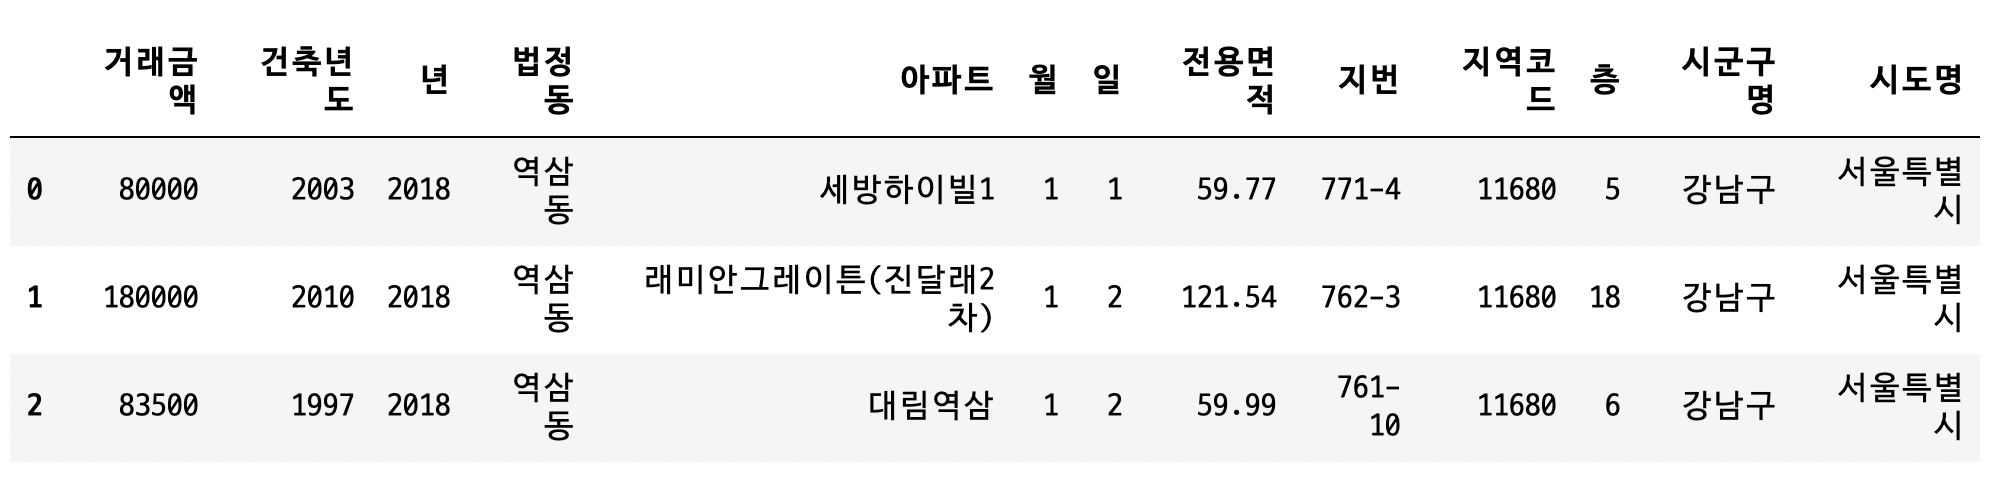 거래금액 건축년도 년 법정동 아파트 월 일 전용면적 지번 지역코드 층 시군구명 시도명
0 80000 2003 2018 역삼동 세방하이빌1 1 1 59.77 771-4 11680 5 강남구 서울특별시
1 180000 2010 2018 역삼동 래미안그레이튼(진달래2차) 1 2 121.54 762-3 11680 18 강남구 서울특별시
2 83500 1997 2018 역삼동 대림역삼 1 2 59.99 761-10 11680 6 강남구 서울특별시